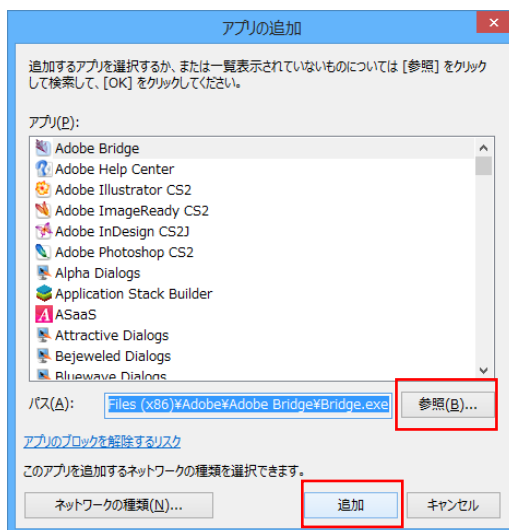 アプリの追加
×
追加するアプリを選択するか、または一覧表示されていないものについては [参照] をクリック
して検索して、[OK] をクリックしてください。
アプリ(P):
Adobe Bridge
Adobe Help Center
Adobe Illustrator CS2
Adobe ImageReady CS2
Adobe InDesign CS2J
Adobe Photoshop CS2
Alpha Dialogs
Application Stack Builder
ASaaS
Attractive Dialogs
Bejeweled Dialogs
Bluewave Dialogs
パス(A): Files (x86)¥Adobe¥Adobe Bridge¥Bridge.exe 参照(B)...
アプリのブロックを解除するリスク
このアプリを追加するネットワークの種類を選択できます。
ネットワークの種類(N)... 追加 キャンセル